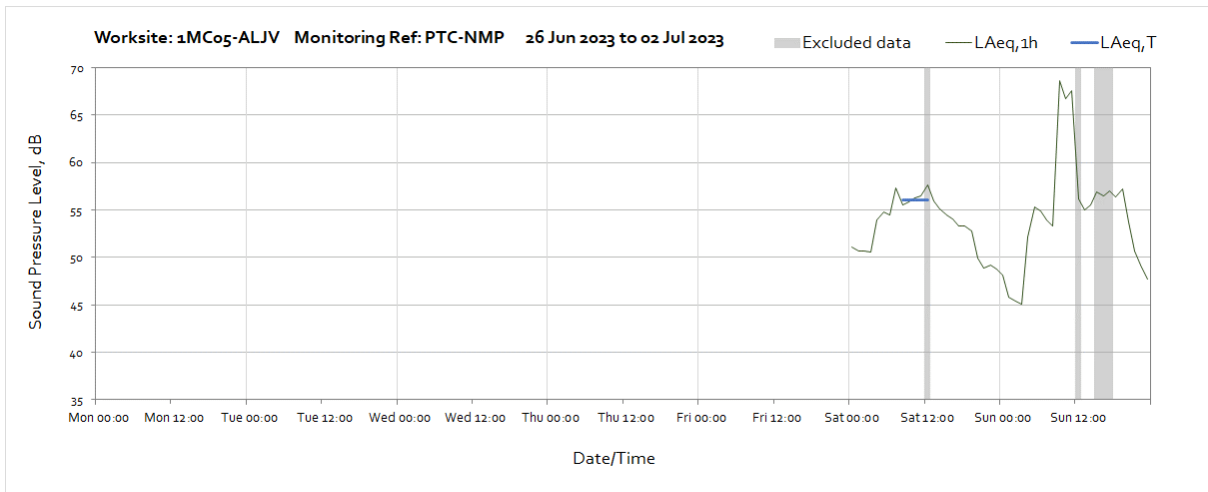 Worksite: 1MC05-ALJV Monitoring Ref: PTC-NMP 26 Jun 2023 to 02 Jul 2023
Excluded data LAeq,1h LAeq,T
70
65
60
55
50
45
40
35
Sound Pressure Level, dB
Mon 00:00 Mon 12:00 Tue 00:00 Tue 12:00 Wed 00:00 Wed 12:00 Thu 00:00 Thu 12:00 Fri 00:00 Fri 12:00 Sat 00:00 Sat 12:00 Sun 00:00 Sun 12:00
Date/Time